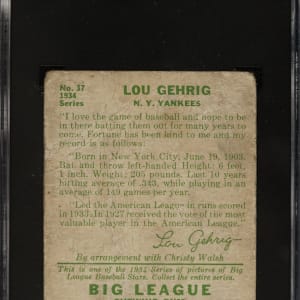 No. 37
1934
Series
LOU GEHRIG
N. Y. YANKEES
"I love the game of baseball and hope to be
in there batting them out for many years to
come. Fortune has been kind to me and my
record is as follows:
"Born in New York City, June 19, 1903.
Bat and throw left-handed Height, 6 feet,
1 inch. Weight, 205 pounds. Last 10 years
hitting average of .343, while playing in an
average of 149 games per year.
"Led the American League in runs scored
in 1933. In 1927 received the vote of the most
valuable player in the American League."
Lou Gehrig
By arrangement with Christy Walsh
This is one of the 1934 Series of pictures of Big
League Baseball Stars. Collect the entire series.
BIG LEAGUE